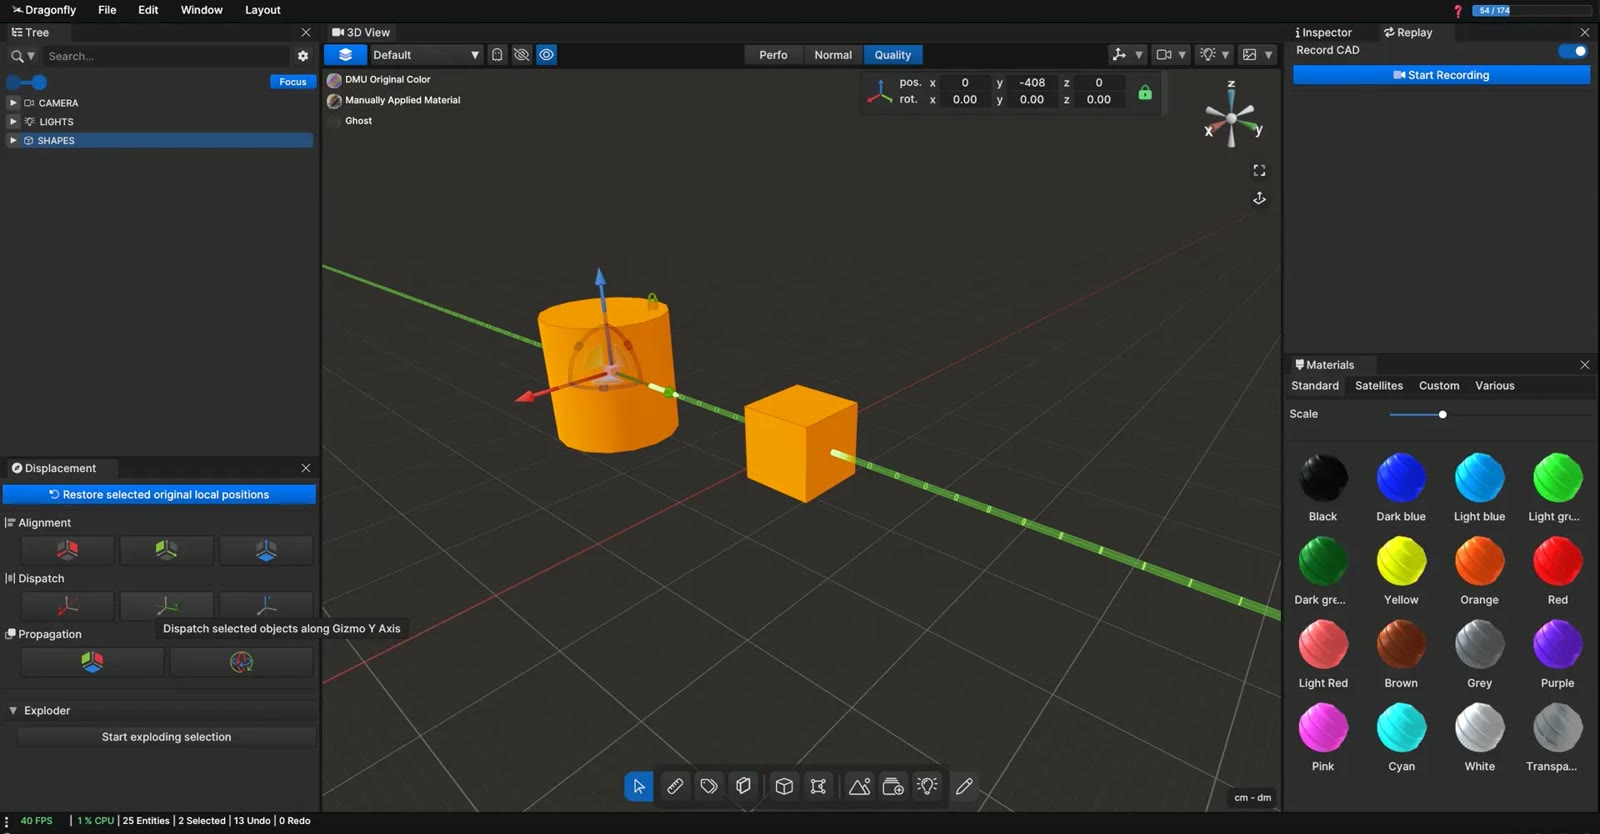 Dragonfly File Edit Window Layout
54 / 174
Tree
3D View
Inspector Replay
Search...
Default
Perfo Normal Quality
Record CAD
Start Recording
Focus
CAMERA
LIGHTS
SHAPES
DMU Original Color
Manually Applied Material
Ghost
pos. x 0 y -408 z 0
rot. x 0.00 y 0.00 z 0.00
z
x y
Materials
Standard Satellites Custom Various
Scale
Black Dark blue Light blue Light gr...
Dark gre... Yellow Orange Red
Light Red Brown Grey Purple
Pink Cyan White Transpa...
Displacement
Restore selected original local positions
Alignment
Dispatch
Dispatch selected objects along Gizmo Y Axis
Propagation
Exploder
Start exploding selection
cm - dm
40 FPS | 1 % CPU | 25 Entities | 2 Selected | 13 Undo | 0 Redo